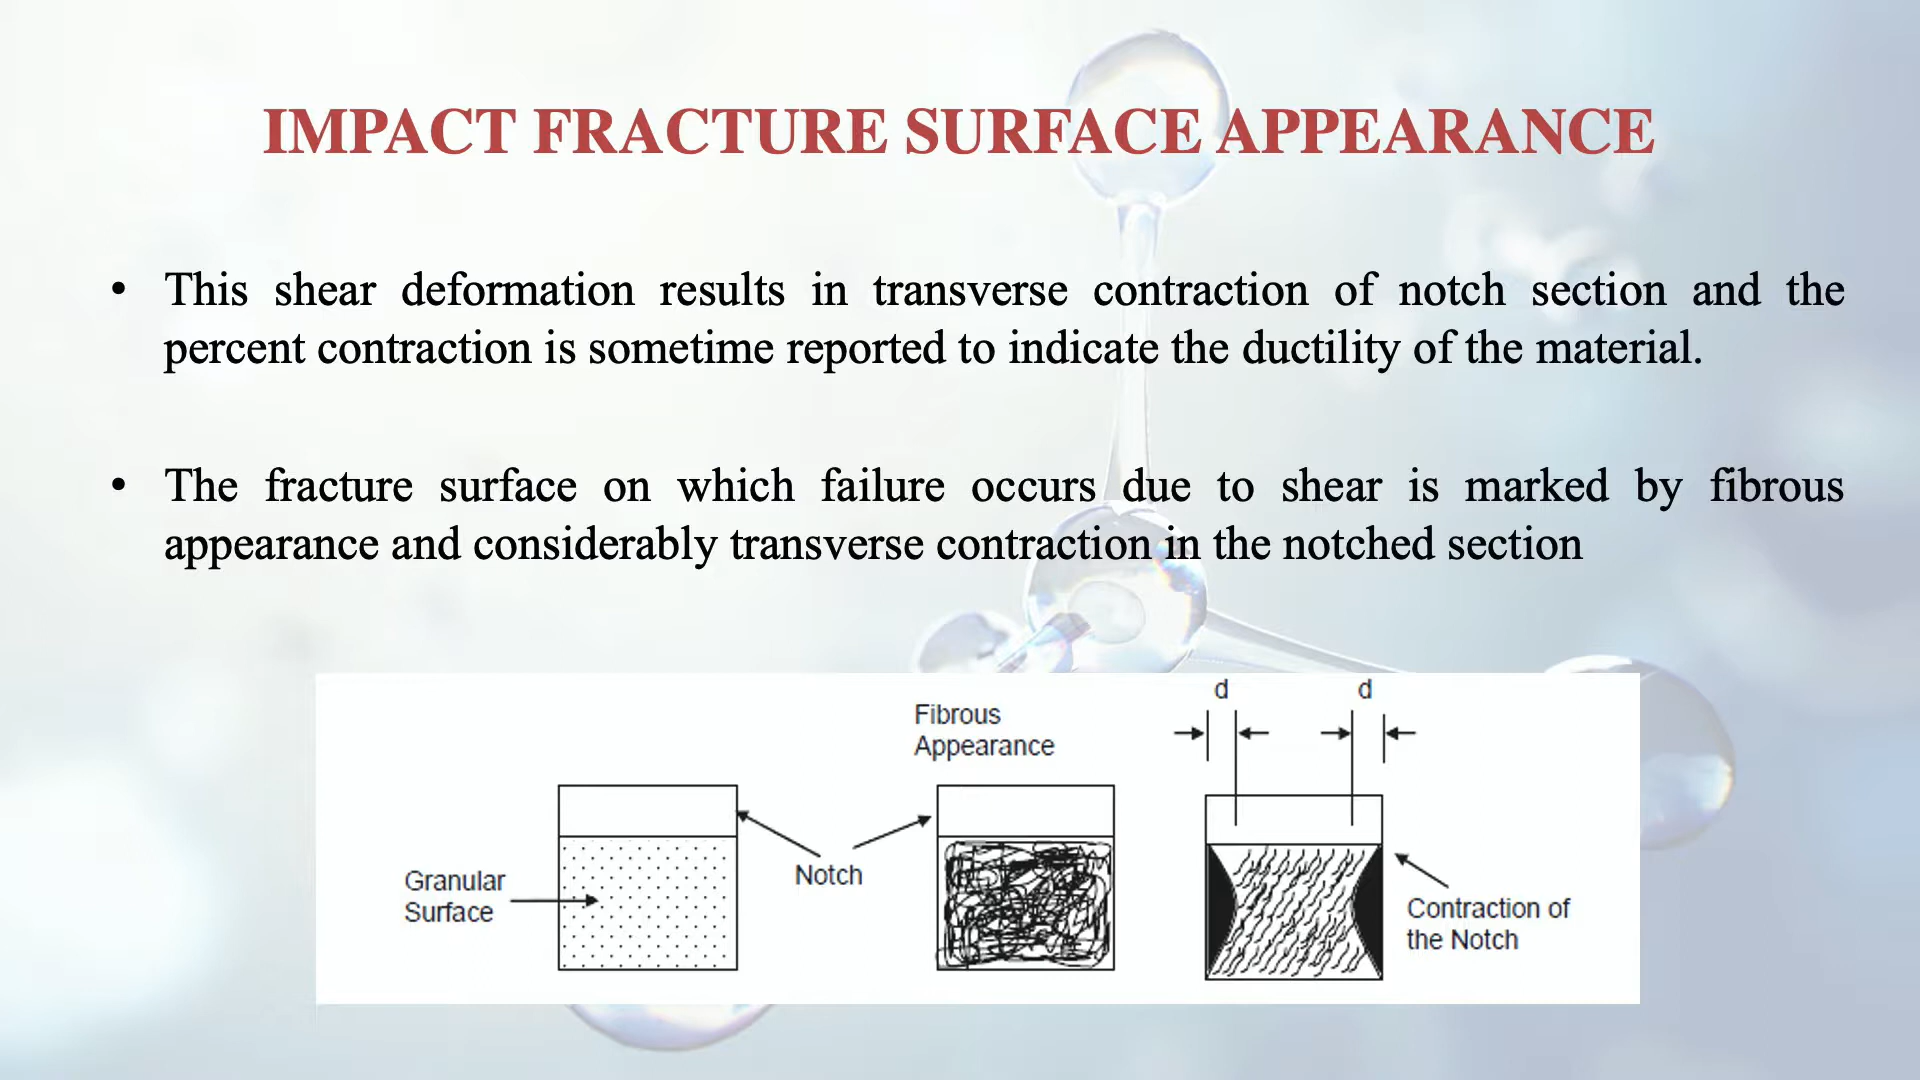 IMPACT FRACTURE SURFACE APPEARANCE
• This shear deformation results in transverse contraction of notch section and the
percent contraction is sometime reported to indicate the ductility of the material.
• The fracture surface on which failure occurs due to shear is marked by fibrous
appearance and considerably transverse contraction in the notched section
d d
Fibrous
Appearance
Notch
Granular
Surface
Contraction of
the Notch